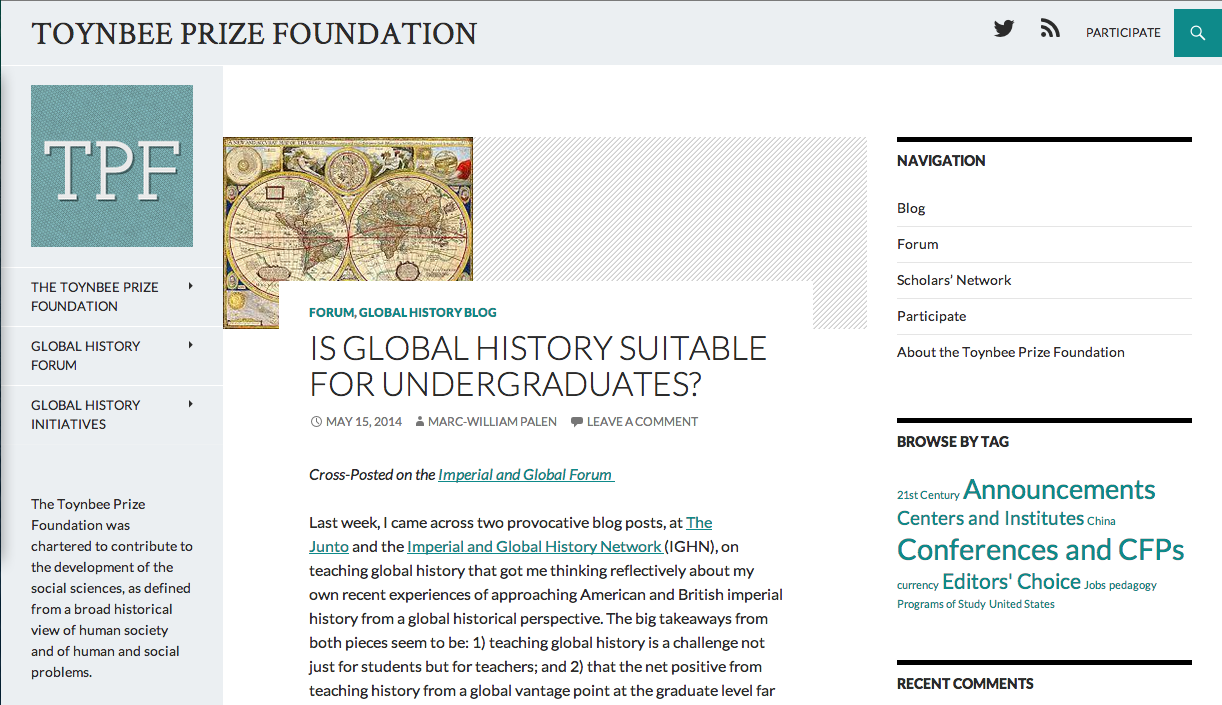 TOYNBEE PRIZE FOUNDATION
PARTICIPATE
TPF
THE TOYNBEE PRIZE
FOUNDATION
GLOBAL HISTORY
FORUM
GLOBAL HISTORY
INITIATIVES
The Toynbee Prize
Foundation was
chartered to contribute to
the development of the
social sciences, as defined
from a broad historical
view of human society
and of human and social
problems.
FORUM, GLOBAL HISTORY BLOG
IS GLOBAL HISTORY SUITABLE
FOR UNDERGRADUATES?
MAY 15, 2014 MARC-WILLIAM PALEN LEAVE A COMMENT
Cross-Posted on the Imperial and Global Forum
Last week, I came across two provocative blog posts, at The
Junto and the Imperial and Global History Network (IGHN), on
teaching global history that got me thinking reflectively about my
own recent experiences of approaching American and British imperial
history from a global historical perspective. The big takeaways from
both pieces seem to be: 1) teaching global history is a challenge not
just for students but for teachers; and 2) that the net positive from
teaching history from a global vantage point at the graduate level far
NAVIGATION
Blog
Forum
Scholars’ Network
Participate
About the Toynbee Prize Foundation
BROWSE BY TAG
21st Century Announcements
Centers and Institutes China
Conferences and CFPs
currency Editors' Choice Jobs pedagogy
Programs of Study United States
RECENT COMMENTS